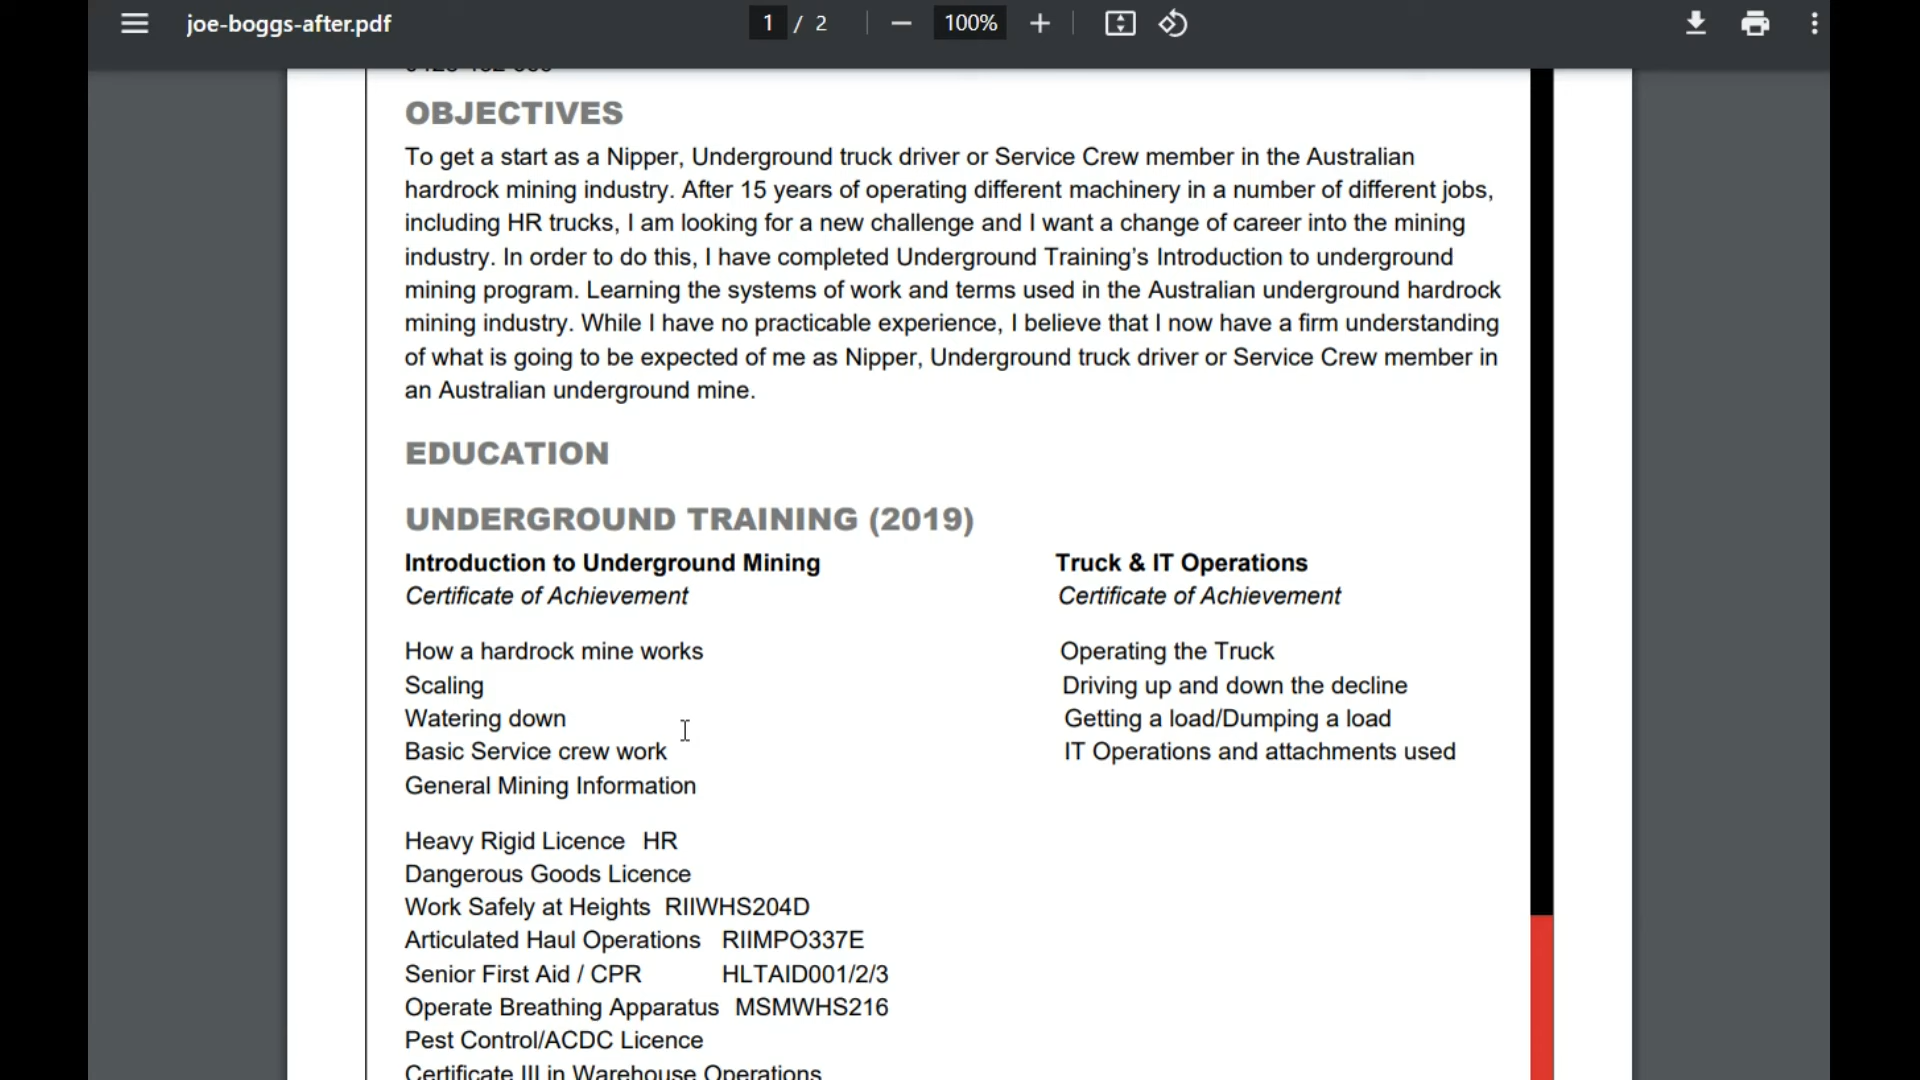 joe-boggs-after.pdf
1 / 2
100%
OBJECTIVES
To get a start as a Nipper, Underground truck driver or Service Crew member in the Australian
hardrock mining industry. After 15 years of operating different machinery in a number of different jobs,
including HR trucks, I am looking for a new challenge and I want a change of career into the mining
industry. In order to do this, I have completed Underground Training’s Introduction to underground
mining program. Learning the systems of work and terms used in the Australian underground hardrock
mining industry. While I have no practicable experience, I believe that I now have a firm understanding
of what is going to be expected of me as Nipper, Underground truck driver or Service Crew member in
an Australian underground mine.
EDUCATION
UNDERGROUND TRAINING (2019)
Introduction to Underground Mining
Certificate of Achievement
How a hardrock mine works
Scaling
Watering down
Basic Service crew work
General Mining Information
Truck & IT Operations
Certificate of Achievement
Operating the Truck
Driving up and down the decline
Getting a load/Dumping a load
IT Operations and attachments used
Heavy Rigid Licence HR
Dangerous Goods Licence
Work Safely at Heights RIIWHS204D
Articulated Haul Operations RIIMPO337E
Senior First Aid / CPR HLTAID001/2/3
Operate Breathing Apparatus MSMWHS216
Pest Control/ACDC Licence
Certificate III in Warehouse Operations